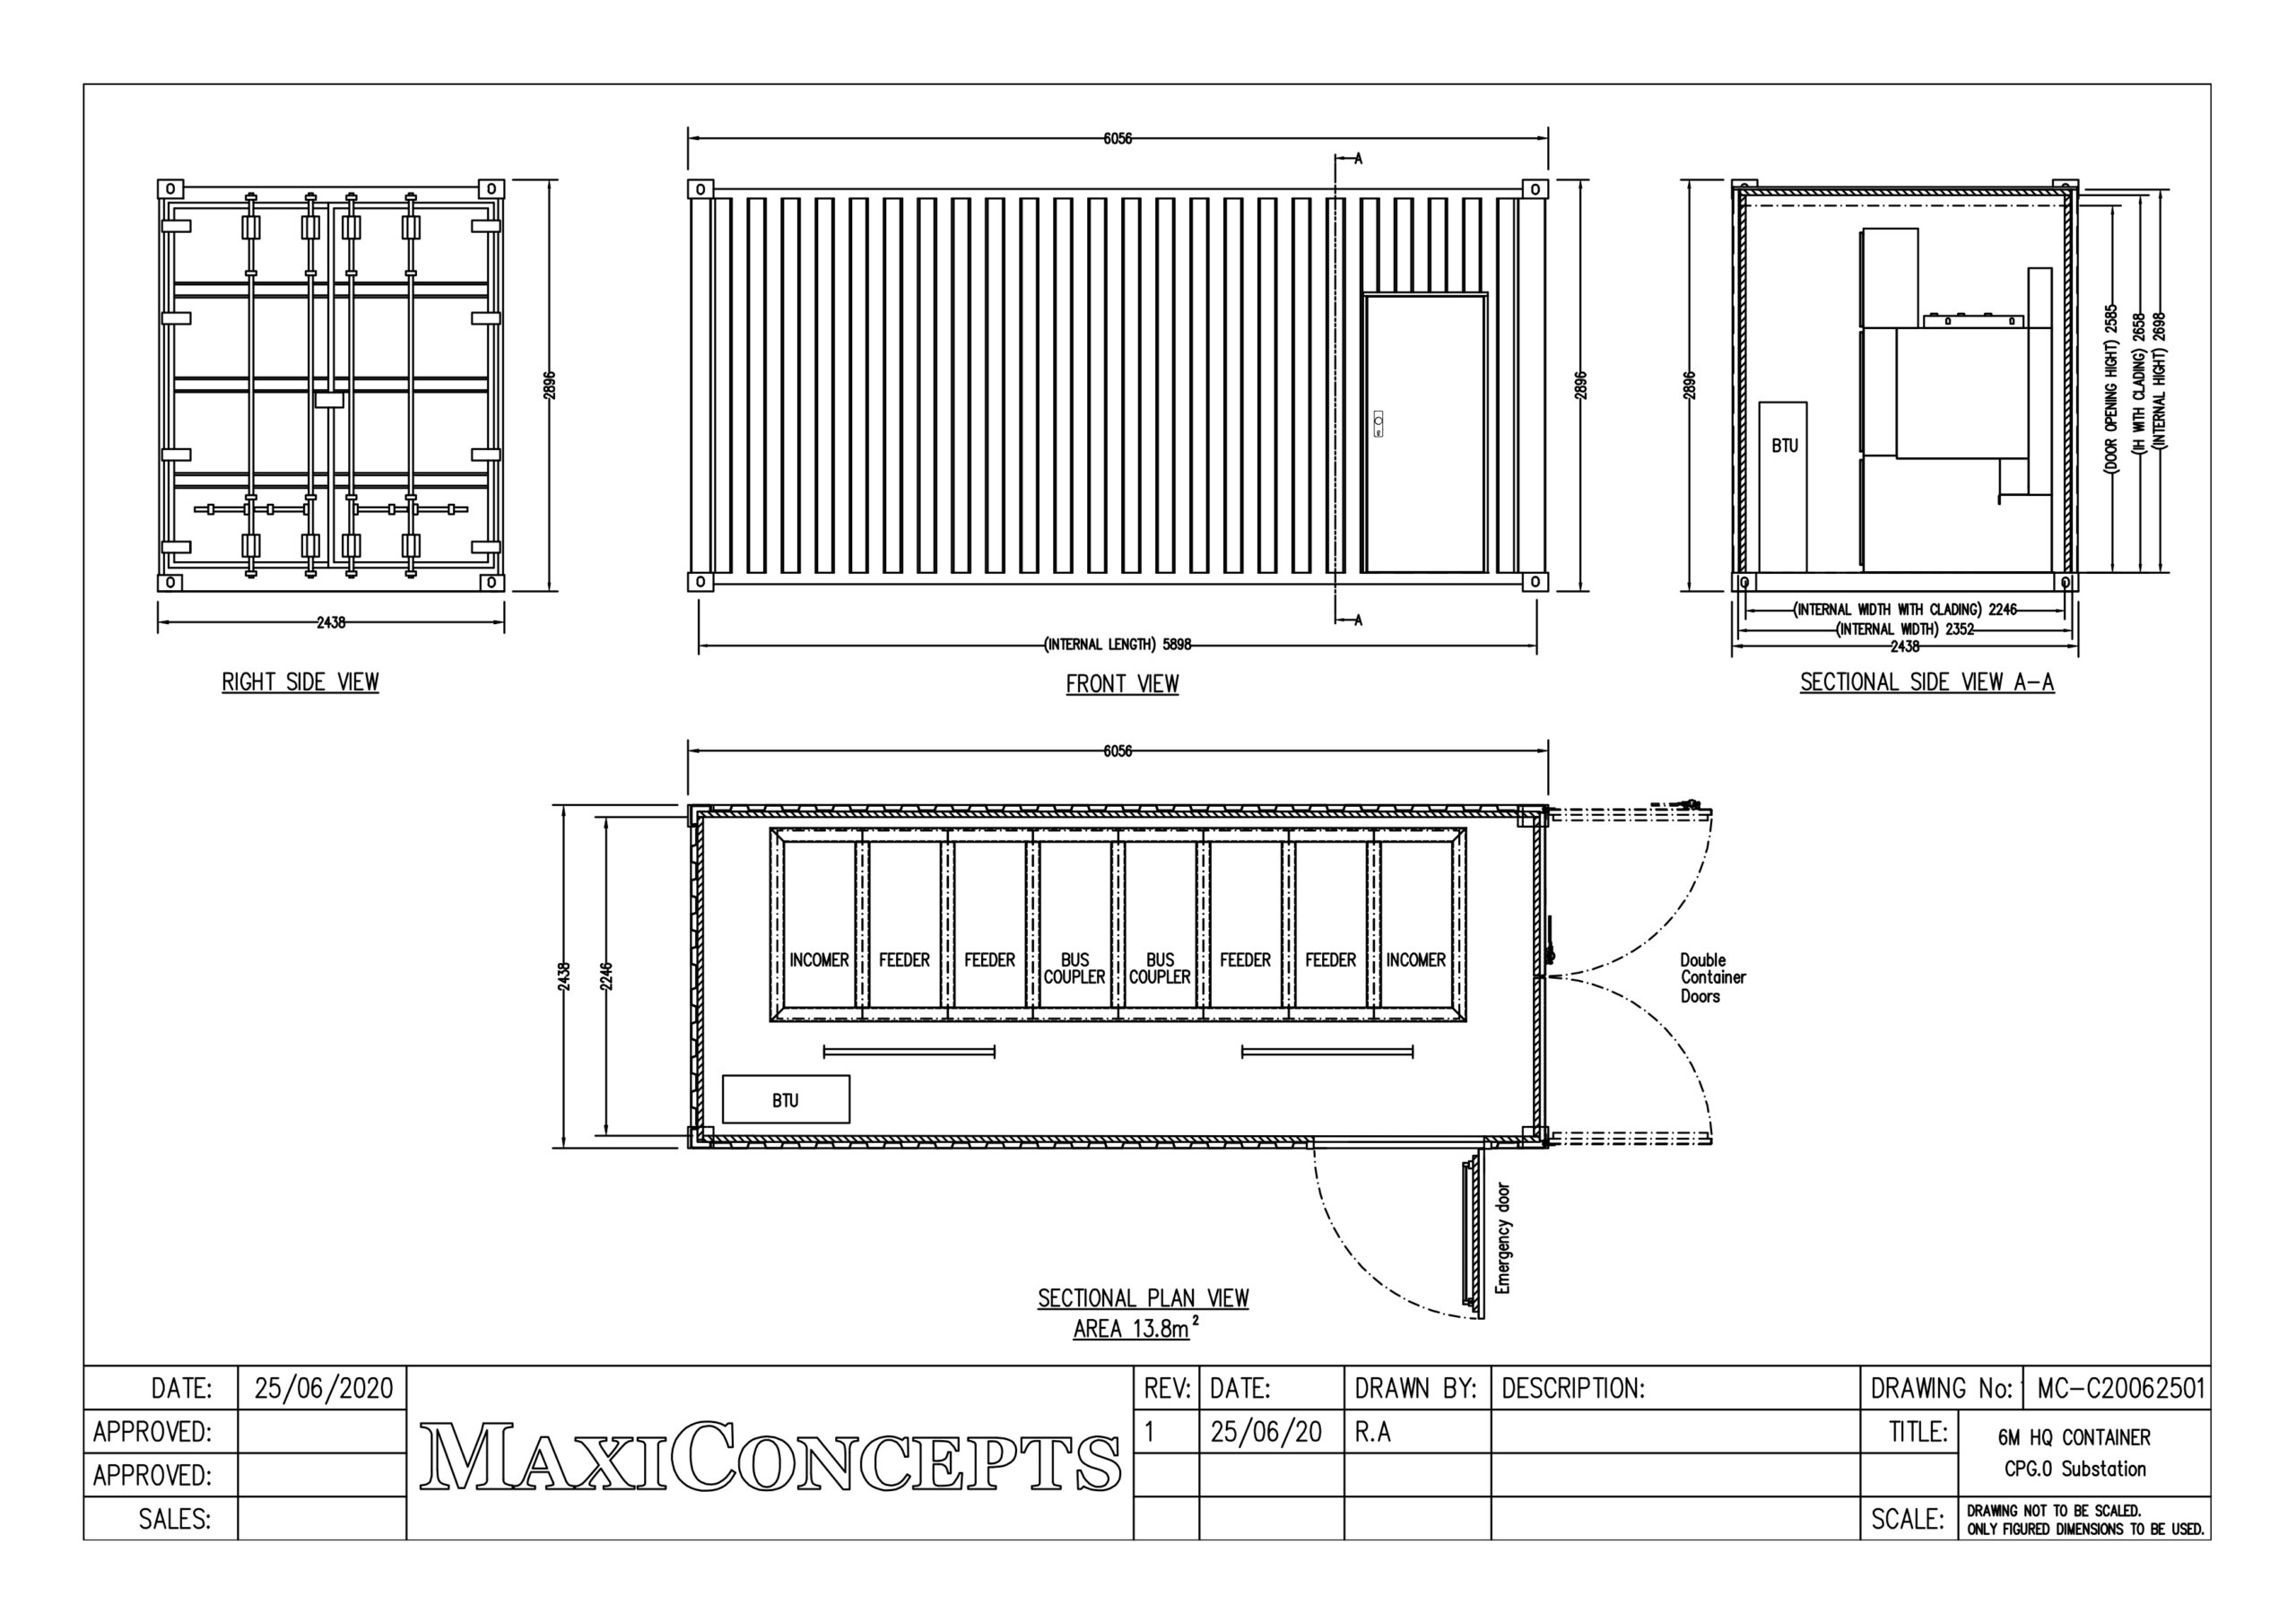 6056
A
2896
2438
RIGHT SIDE VIEW
2896
A
(INTERNAL LENGTH) 5898
FRONT VIEW
2896
BTU
(DOOR OPENING HIGHT) 2585
(IH WITH CLADING) 2658
(INTERNAL HIGHT) 2698
(INTERNAL WIDTH WITH CLADING) 2246
(INTERNAL WIDTH) 2352
2438
SECTIONAL SIDE VIEW A-A
6056
2438
2246
INCOMER
FEEDER
FEEDER
BUS
COUPLER
BUS
COUPLER
FEEDER
FEEDER
INCOMER
BTU
Double
Container
Doors
Emergency door
SECTIONAL PLAN VIEW
AREA 13.8m²
DATE: 25/06/2020
APPROVED:
APPROVED:
SALES:
MAXICONCEPTS
REV: DATE: DRAWN BY: DESCRIPTION:
1 25/06/20 R.A
DRAWING No: MC-C20062501
TITLE: 6M HQ CONTAINER
CPG.0 Substation
SCALE: DRAWING NOT TO BE SCALED.
ONLY FIGURED DIMENSIONS TO BE USED.